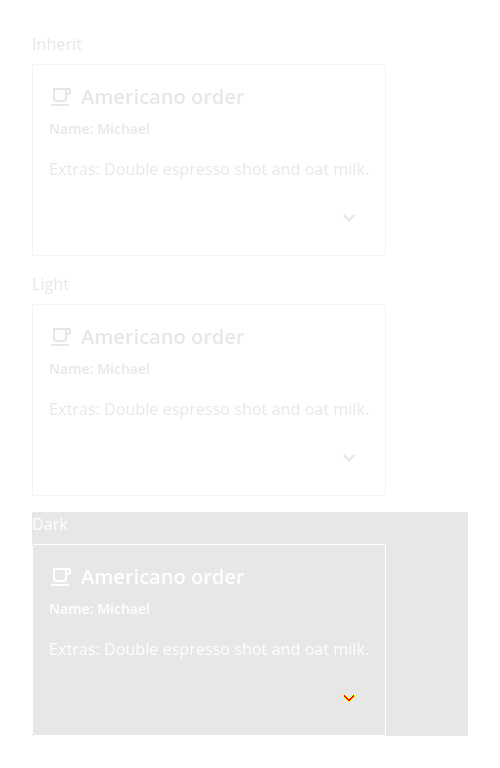 Inherit
Americano order
Name: Michael
Extras: Double espresso shot and oat milk.
Light
Americano order
Name: Michael
Extras: Double espresso shot and oat milk.
Dark
Americano order
Name: Michael
Extras: Double espresso shot and oat milk.